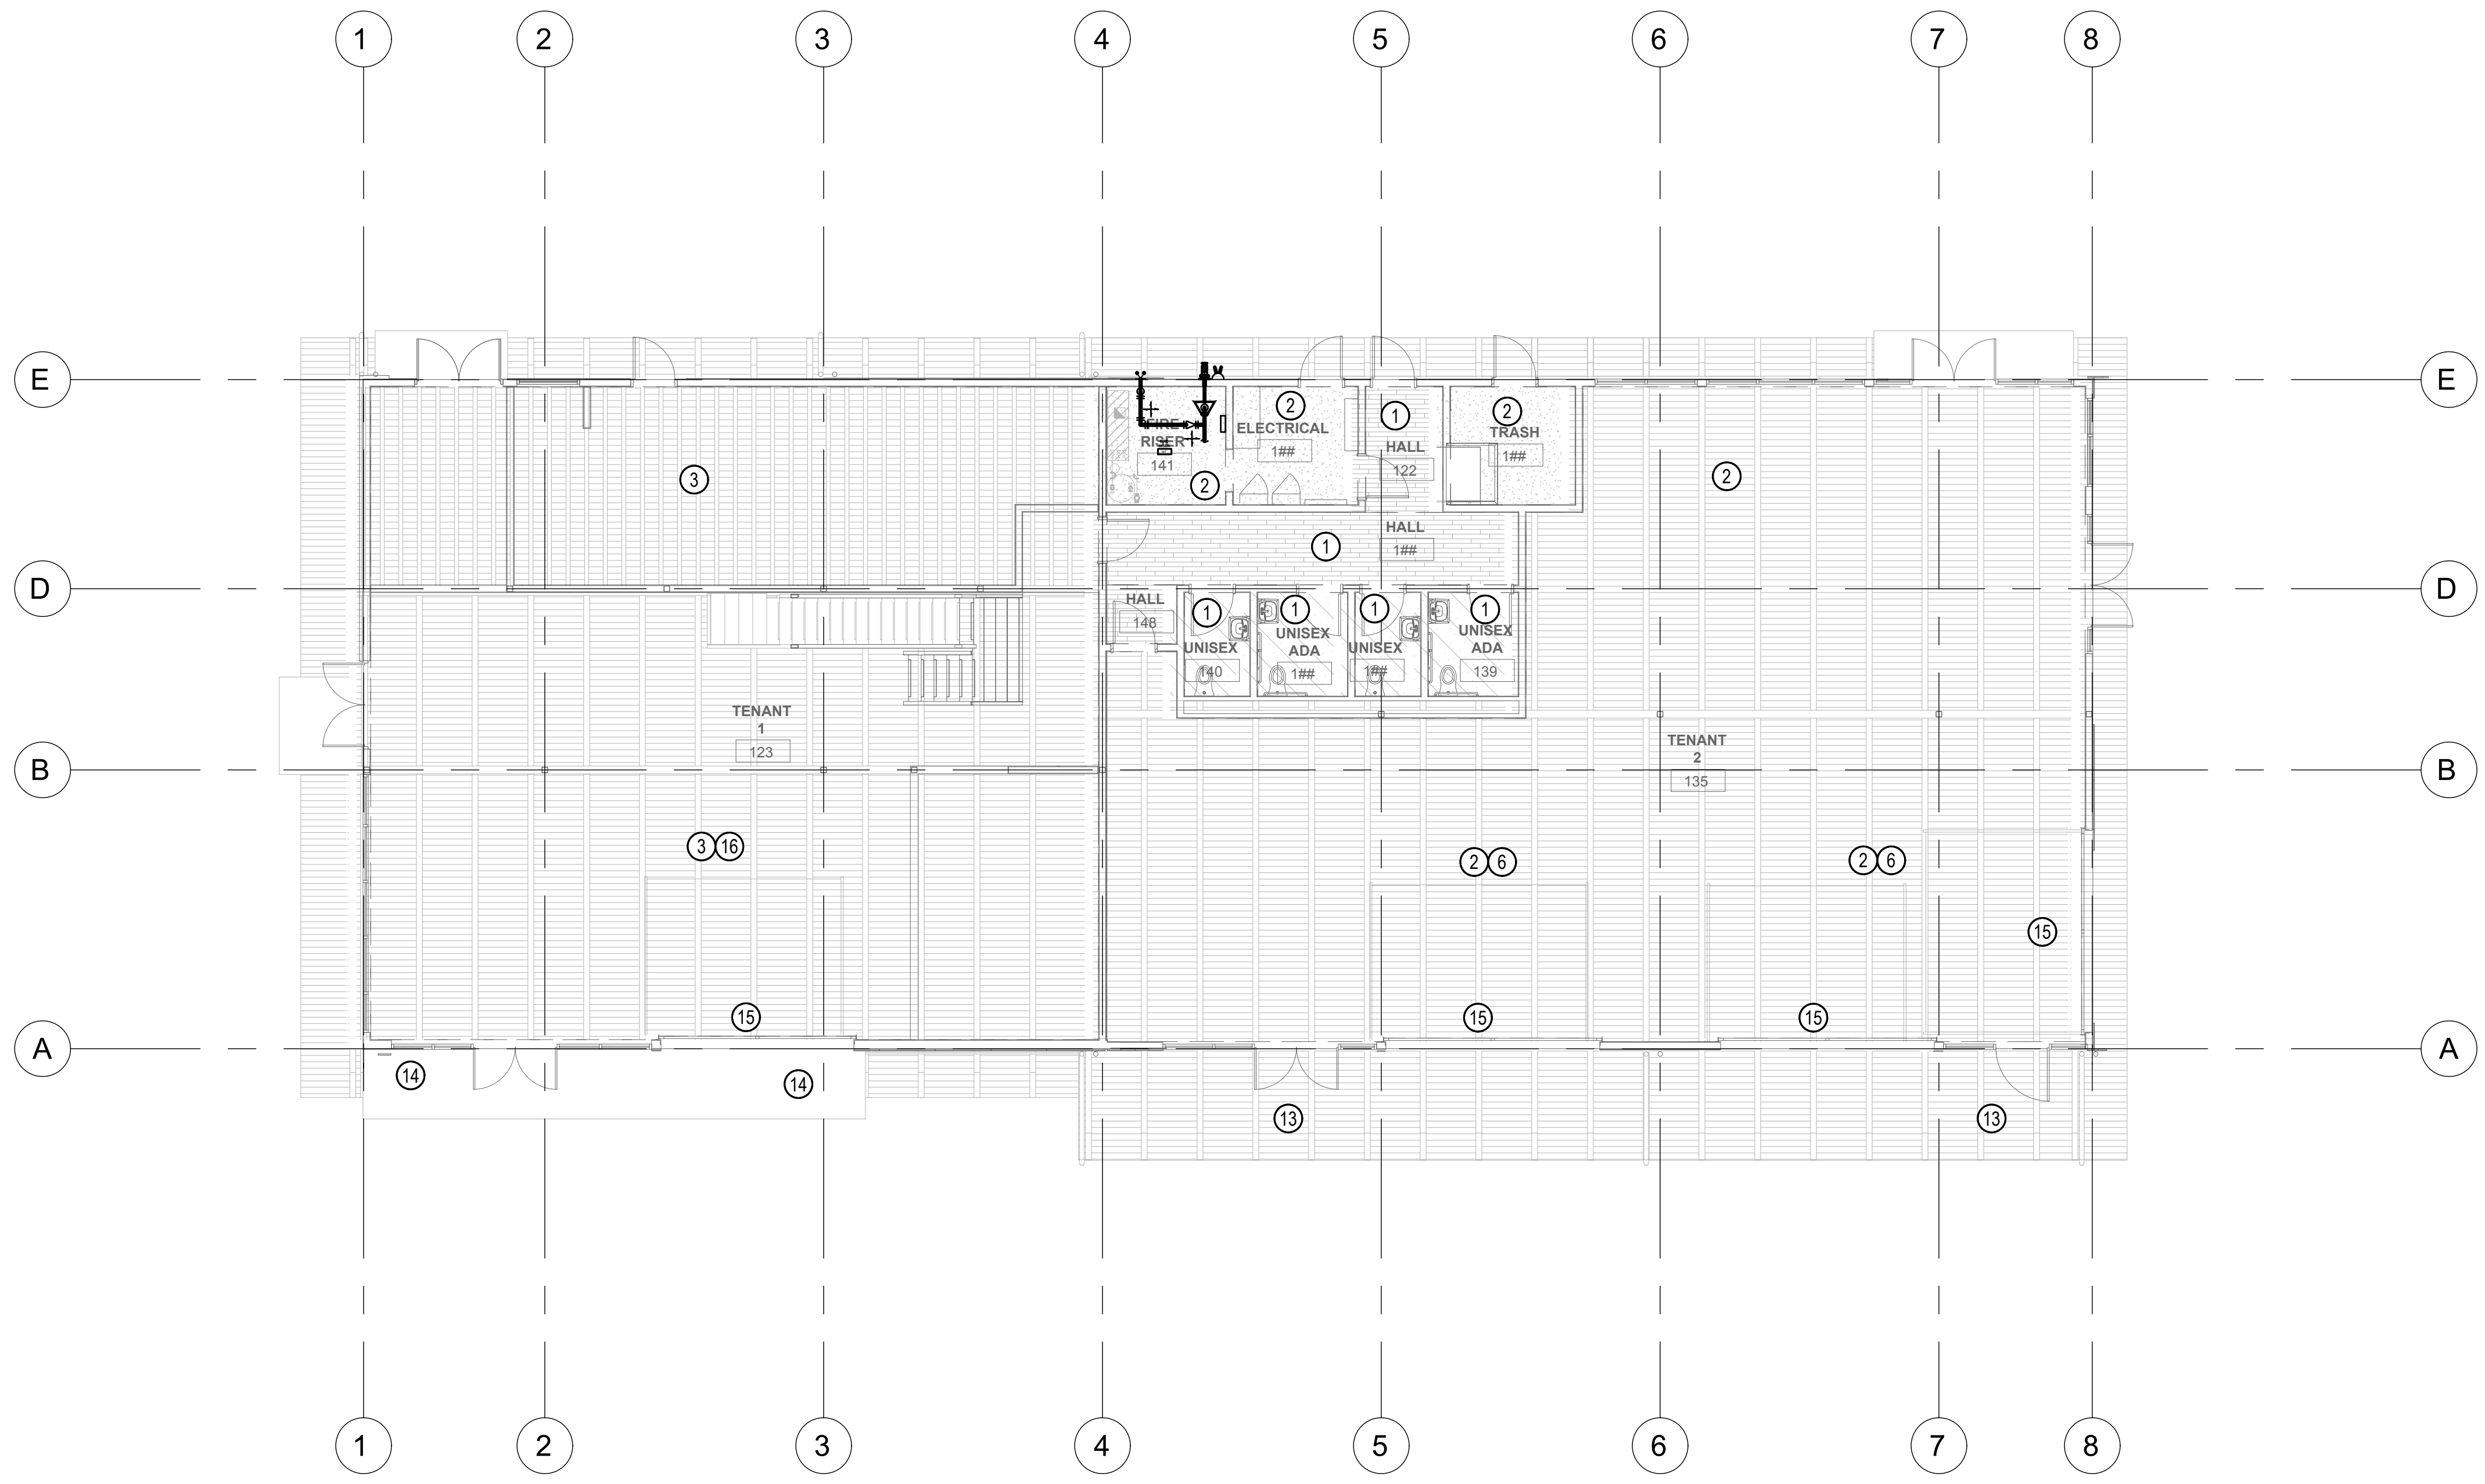 1 2 3 4 5 6 7 8
E E
2
1
2
FIRE
RISER
141
ELECTRICAL
1##
TRASH
1##
HALL
122
3
2
2
HALL
1##
1
D D
HALL
148
1
1
1
1
UNISEX
140
UNISEX
ADA
1##
UNISEX
1##
UNISEX
ADA
139
TENANT
1
123
TENANT
2
135
B B
3 16
2 6
2 6
15
15
15
15
A A
14
14
13
13
1 2 3 4 5 6 7 8